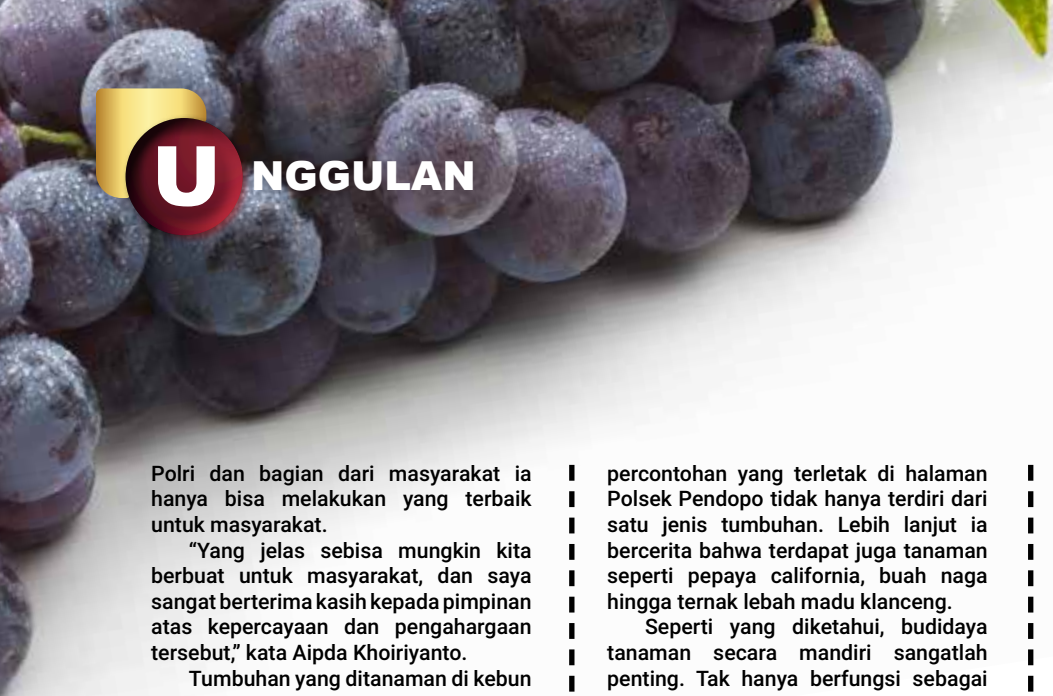 UNGGULAN
Polri dan bagian dari masyarakat ia
hanya bisa melakukan yang terbaik
untuk masyarakat.
“Yang jelas sebisa mungkin kita
berbuat untuk masyarakat, dan saya
sangat berterima kasih kepada pimpinan
atas kepercayaan dan pengahargaan
tersebut,” kata Aipda Khoiriyanto.
Tumbuhan yang ditanaman di kebun
percontohan yang terletak di halaman
Polsek Pendopo tidak hanya terdiri dari
satu jenis tumbuhan. Lebih lanjut ia
bercerita bahwa terdapat juga tanaman
seperti pepaya california, buah naga
hingga ternak lebah madu klanceng.
Seperti yang diketahui, budidaya
tanaman secara mandiri sangatlah
penting. Tak hanya berfungsi sebagai